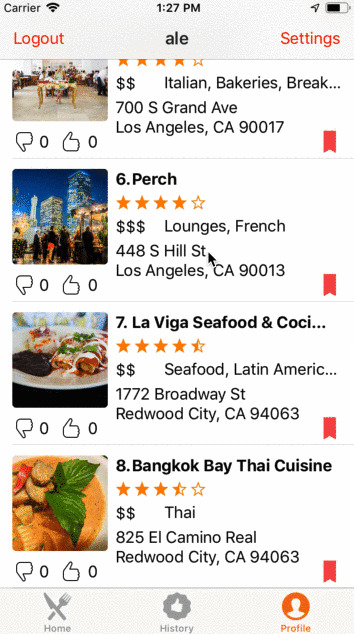 Carrier 1:27 PM
Logout ale Settings
$$ Italian, Bakeries, Break...
700 S Grand Ave
Los Angeles, CA 90017
0 0
6.Perch
$$$ Lounges, French
448 S Hill St
Los Angeles, CA 90013
0 0
7. La Viga Seafood & Coci...
$$ Seafood, Latin Americ...
1772 Broadway St
Redwood City, CA 94063
0 0
8.Bangkok Bay Thai Cuisine
$$ Thai
825 El Camino Real
Redwood City, CA 94063
0 0
Home History Profile